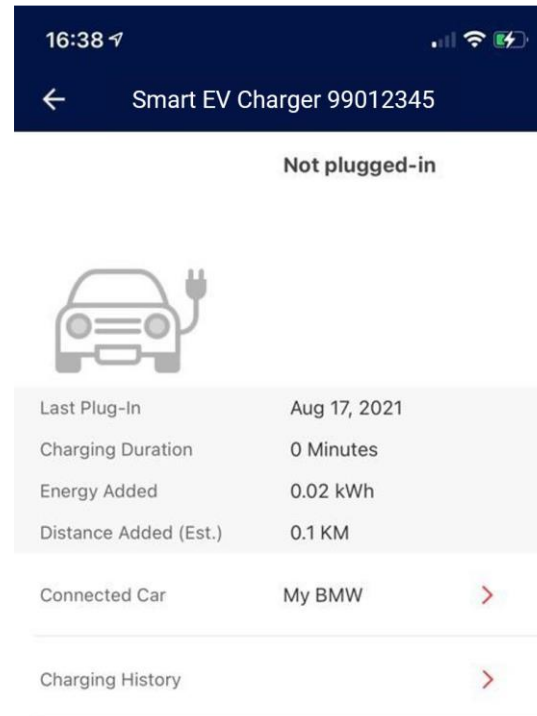 16:38
Smart EV Charger 99012345
Not plugged-in
Last Plug-In Aug 17, 2021
Charging Duration 0 Minutes
Energy Added 0.02 kWh
Distance Added (Est.) 0.1 KM
Connected Car My BMW
Charging History